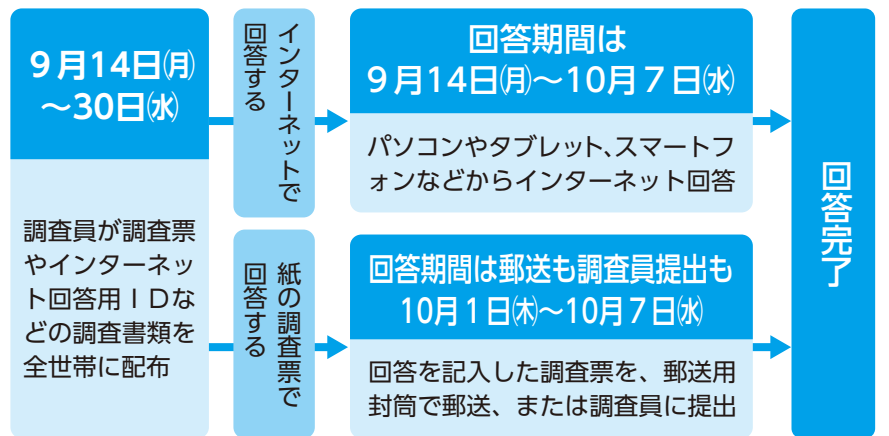 ９月14日㈪
～30日㈬
調査員が調査票
やインターネッ
ト回答用ＩＤな
どの調査書類を
全世帯に配布
インターネットで
回答する
回答期間は
９月14日㈪～10月７日㈬
パソコンやタブレット、スマートフ
ォンなどからインターネット回答
紙の調査票で
回答する
回答期間は郵送も調査員提出も
10月１日㈭～10月７日㈬
回答を記入した調査票を、郵送用
封筒で郵送、または調査員に提出
回答完了